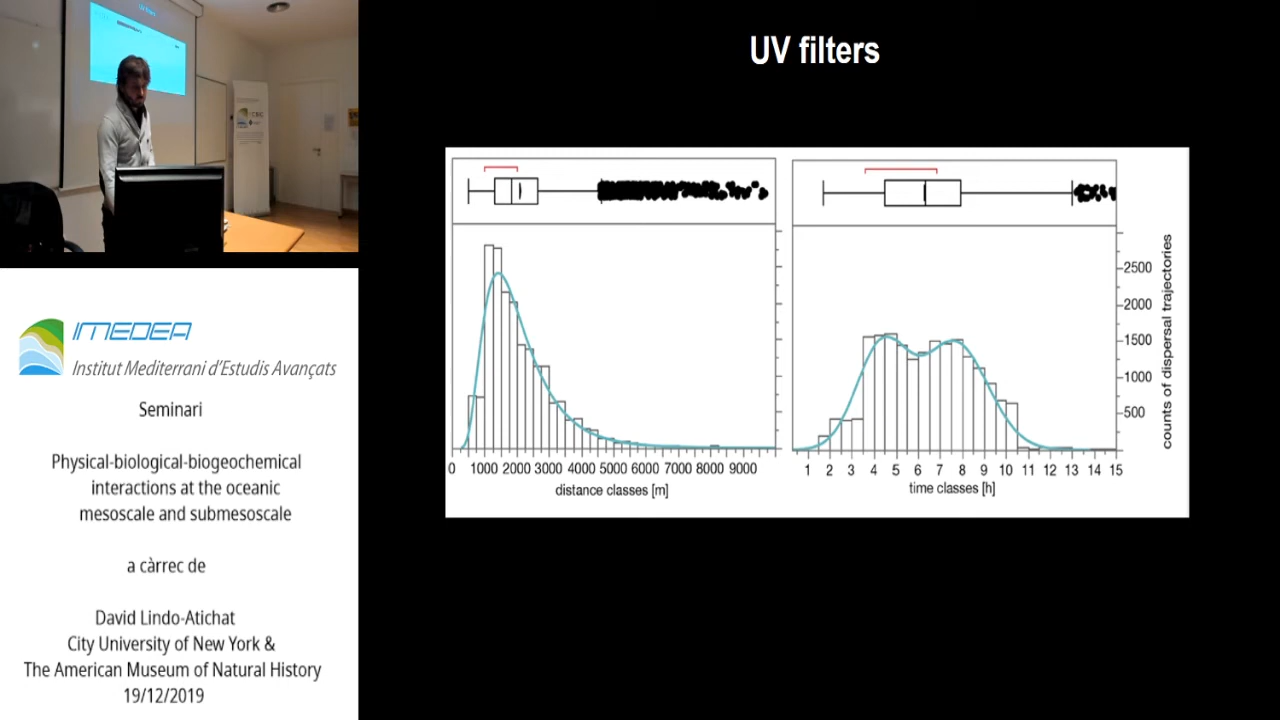 UV filters
UV filters
IMEDEA
Institut Mediterrani d'Estudis Avançats
Seminari
Physical-biological-biogeochemical
interactions at the oceanic
mesoscale and submesoscale
a càrrec de
David Lindo-Atichat
City University of New York &
The American Museum of Natural History
19/12/2019
0 1000 2000 3000 4000 5000 6000 7000 8000 9000
distance classes [m]
2500
2000
1500
1000
500
counts of dispersal trajectories
1 2 3 4 5 6 7 8 9 10 11 12 13 14 15
time classes [h]